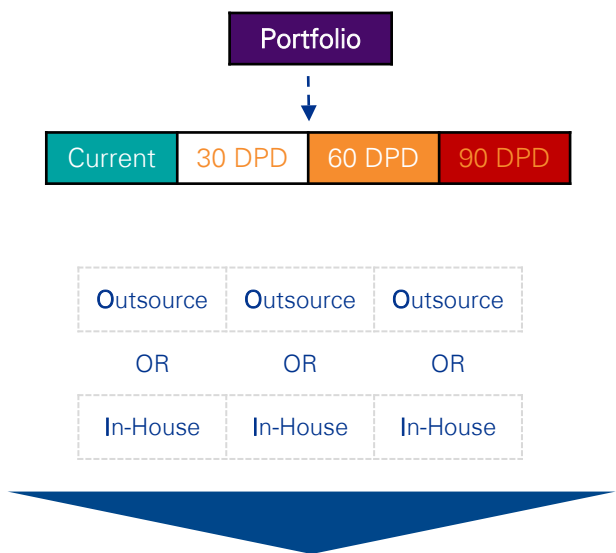 Portfolio
Current 30 DPD 60 DPD 90 DPD
Outsource Outsource Outsource
OR OR OR
In-House In-House In-House